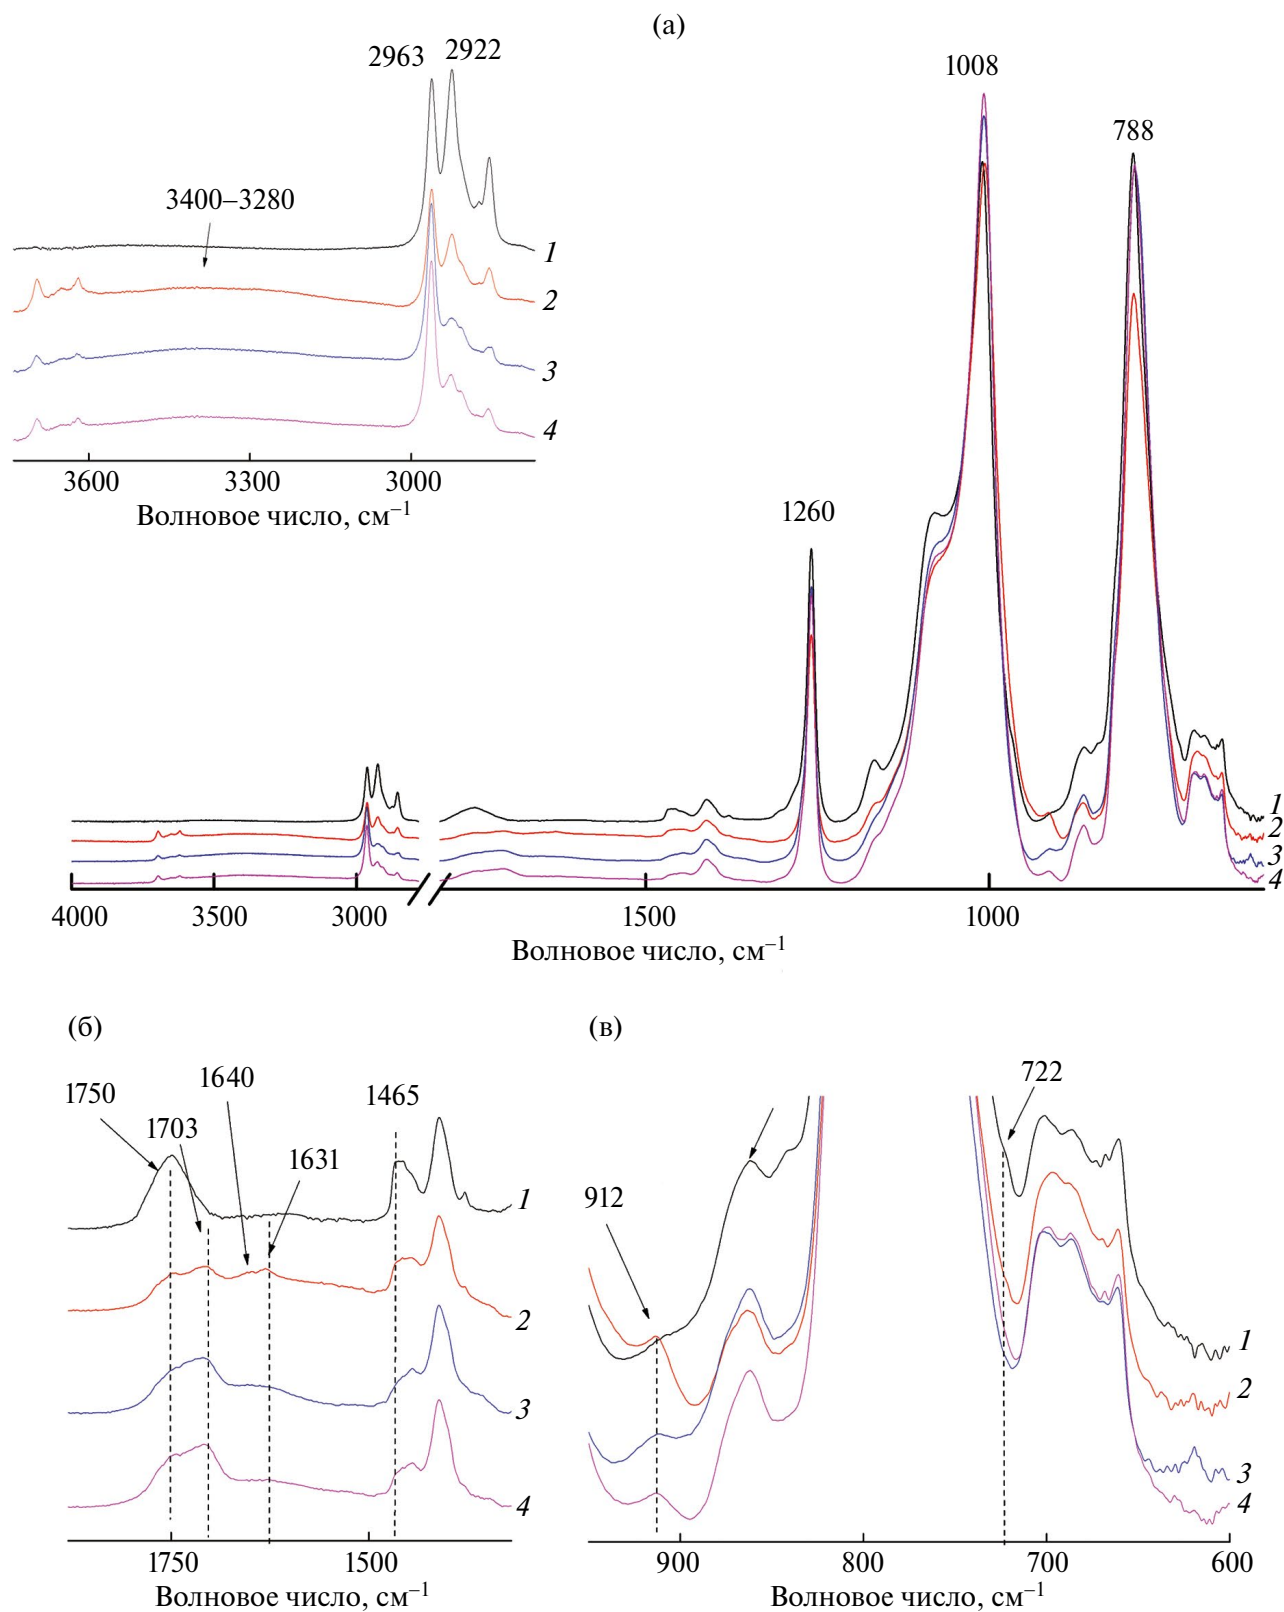 (а)
2963 2922
1008
788
3400–3280
1
2
3
4
3600 3300 3000
Волновое число, см⁻¹
1260
1
2
3
4
4000 3500 3000 1500 1000
Волновое число, см⁻¹
(б)
1750
1703
1640
1631
1465
1
2
3
4
1750 1500
Волновое число, см⁻¹
(в)
722
912
1
2
3
4
900 800 700 600
Волновое число, см⁻¹